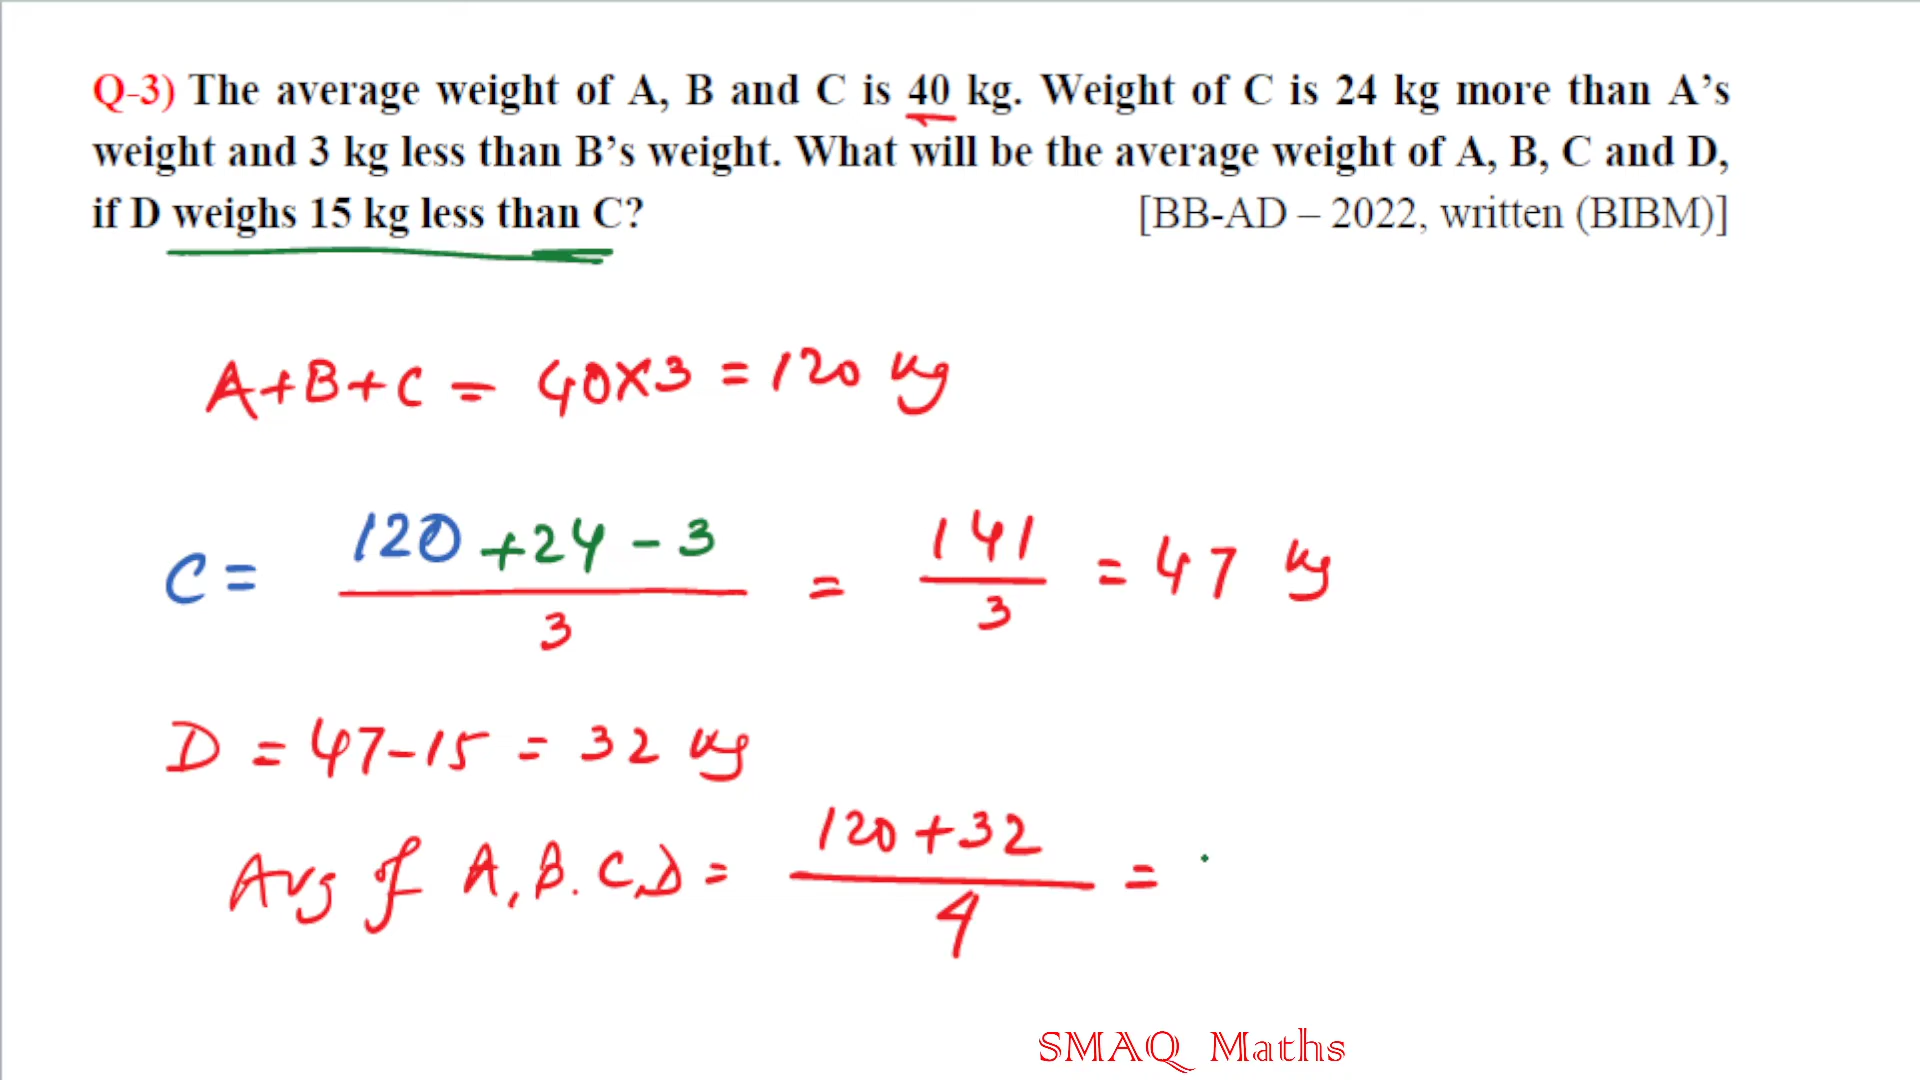 Q-3) The average weight of A, B and C is 40 kg. Weight of C is 24 kg more than A’s
weight and 3 kg less than B’s weight. What will be the average weight of A, B, C and D,
if D weighs 15 kg less than C? [BB-AD – 2022, written (BIBM)]
A+B+C = 40×3 = 120 kg
C = 120 + 24 - 3 / 3 = 141 / 3 = 47 kg
D = 47-15 = 32 kg
Avg of A, B. C, D = 120 + 32 / 4 =
SMAQ Maths